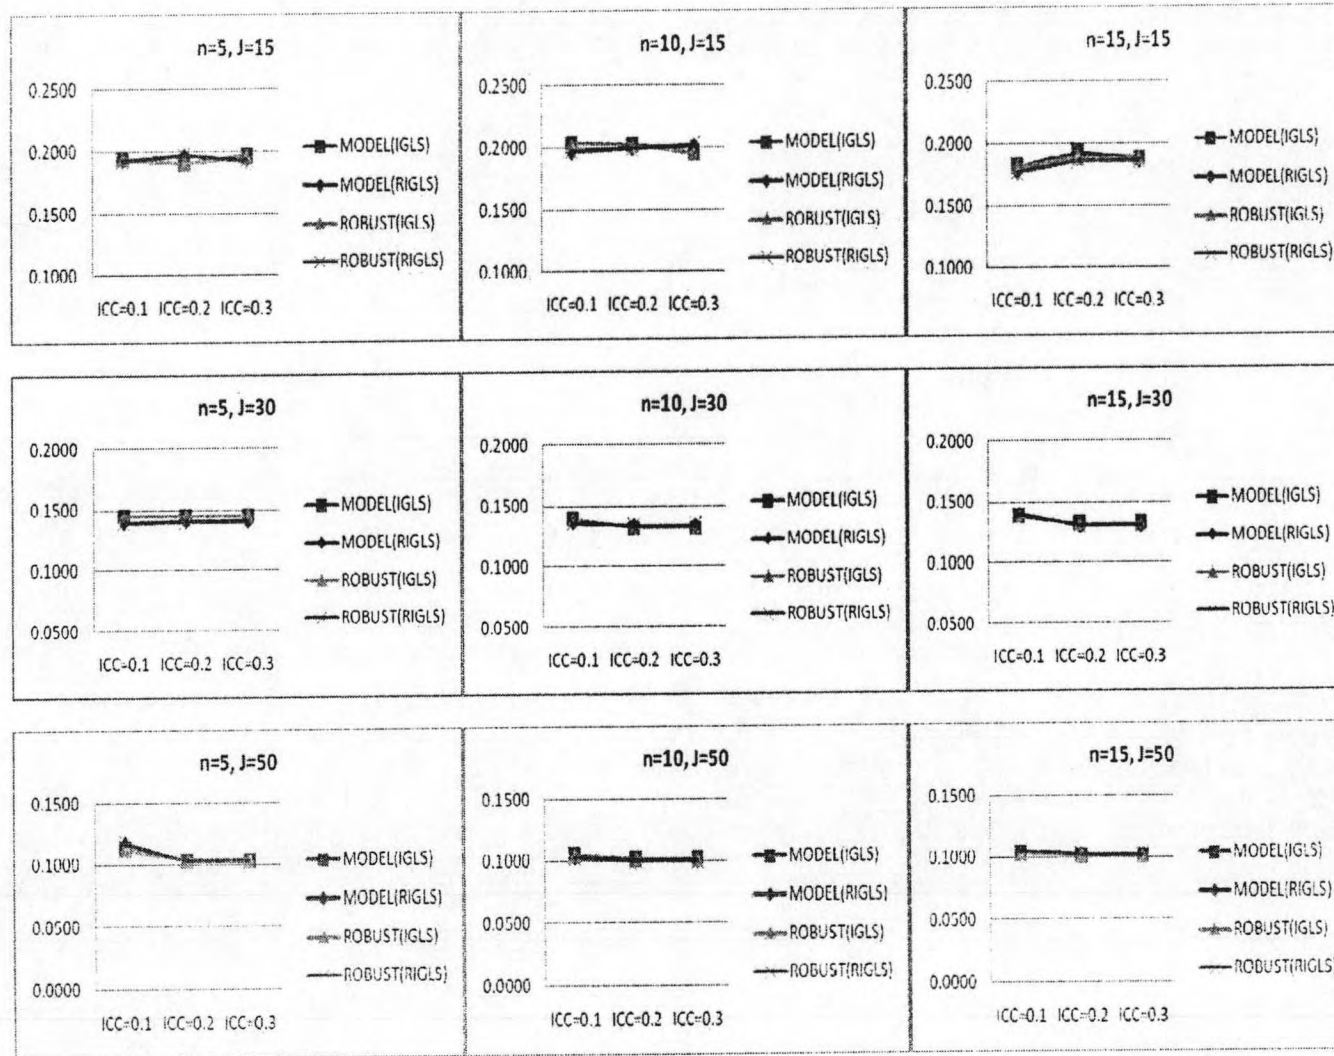 n=5, J=15
0.2500
0.2000
0.1500
0.1000
ICC=0.1 ICC=0.2 ICC=0.3
MODEL(IGLS)
MODEL(RIGLS)
ROBUST(IGLS)
ROBUST(RIGLS)
n=10, J=15
0.2500
0.2000
0.1500
0.1000
ICC=0.1 ICC=0.2 ICC=0.3
MODEL(IGLS)
MODEL(RIGLS)
ROBUST(IGLS)
ROBUST(RIGLS)
n=15, J=15
0.2500
0.2000
0.1500
0.1000
ICC=0.1 ICC=0.2 ICC=0.3
MODEL(IGLS)
MODEL(RIGLS)
ROBUST(IGLS)
ROBUST(RIGLS)
n=5, J=30
0.2000
0.1500
0.1000
0.0500
ICC=0.1 ICC=0.2 ICC=0.3
MODEL(IGLS)
MODEL(RIGLS)
ROBUST(IGLS)
ROBUST(RIGLS)
n=10, J=30
0.2000
0.1500
0.1000
0.0500
ICC=0.1 ICC=0.2 ICC=0.3
MODEL(IGLS)
MODEL(RIGLS)
ROBUST(IGLS)
ROBUST(RIGLS)
n=15, J=30
0.2000
0.1500
0.1000
0.0500
ICC=0.1 ICC=0.2 ICC=0.3
MODEL(IGLS)
MODEL(RIGLS)
ROBUST(IGLS)
ROBUST(RIGLS)
n=5, J=50
0.1500
0.1000
0.0500
0.0000
ICC=0.1 ICC=0.2 ICC=0.3
MODEL(IGLS)
MODEL(RIGLS)
ROBUST(IGLS)
ROBUST(RIGLS)
n=10, J=50
0.1500
0.1000
0.0500
0.0000
ICC=0.1 ICC=0.2 ICC=0.3
MODEL(IGLS)
MODEL(RIGLS)
ROBUST(IGLS)
ROBUST(RIGLS)
n=15, J=50
0.1500
0.1000
0.0500
0.0000
ICC=0.1 ICC=0.2 ICC=0.3
MODEL(IGLS)
MODEL(RIGLS)
ROBUST(IGLS)
ROBUST(RIGLS)